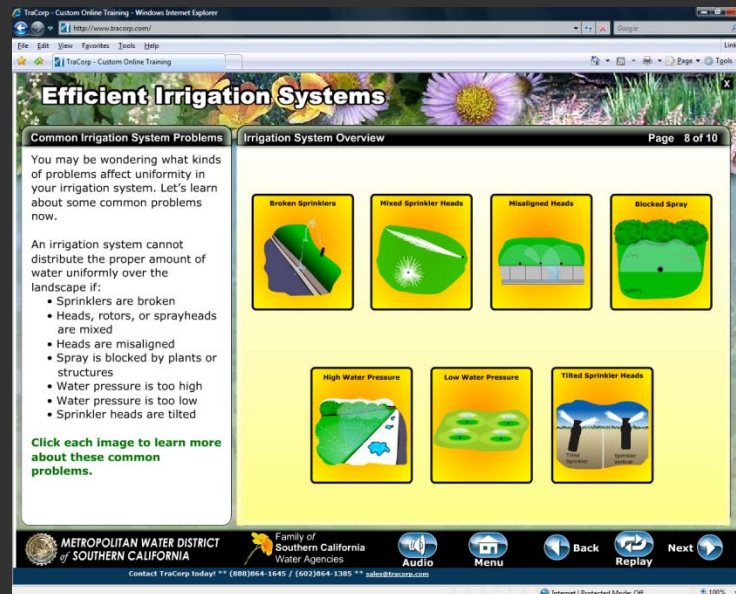 TraCorp - Custom Online Training - Windows Internet Explorer
http://www.tracorp.com/
Google
File Edit View Favorites Tools Help
Link
TraCorp - Custom Online Training
Page Tools
Efficient Irrigation Systems
X
Common Irrigation System Problems
Irrigation System Overview
Page 8 of 10
You may be wondering what kinds
of problems affect uniformity in
your irrigation system. Let's learn
about some common problems
now.
An irrigation system cannot
distribute the proper amount of
water uniformly over the
landscape if:
• Sprinklers are broken
• Heads, rotors, or sprayheads
are mixed
• Heads are misaligned
• Spray is blocked by plants or
structures
• Water pressure is too high
• Water pressure is too low
• Sprinkler heads are tilted
Click each image to learn more
about these common
problems.
Broken Sprinklers
Mixed Sprinkler Heads
Misaligned Heads
Blocked Spray
High Water Pressure
Low Water Pressure
Tilted Sprinkler Heads
Tilted
Sprinkler
Sprinkler
Vertical
METROPOLITAN WATER DISTRICT
of SOUTHERN CALIFORNIA
Family of
Southern California
Water Agencies
Audio
Menu
Back
Replay
Next
Contact TraCorp today! ** (888)864-1645 / (602)864-1385 ** sales@tracorp.com
Internet | Protected Mode: Off
100%